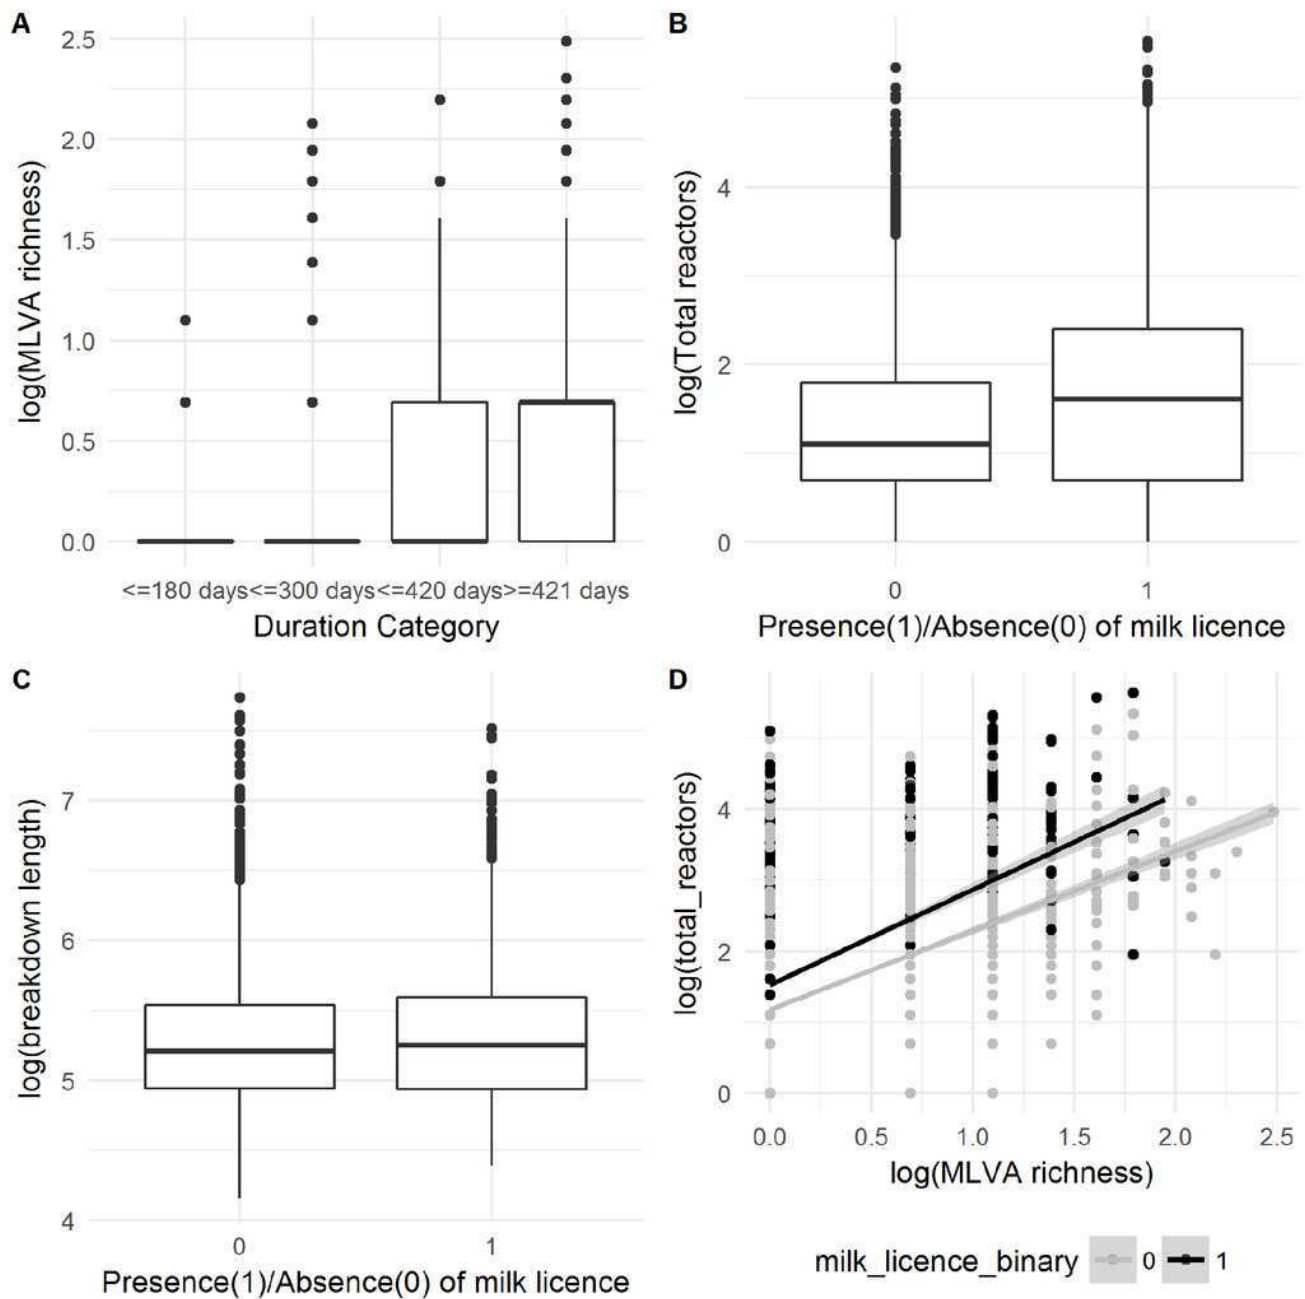 A
log(MLVA richness)
2.5
2.0
1.5
1.0
0.5
0.0
<=180 days<=300 days<=420 days>=421 days
Duration Category
B
log(Total reactors)
4
2
0
0 1
Presence(1)/Absence(0) of milk licence
C
log(breakdown length)
7
6
5
4
0 1
Presence(1)/Absence(0) of milk licence
D
log(total_reactors)
4
2
0
0.0 0.5 1.0 1.5 2.0 2.5
log(MLVA richness)
milk_licence_binary 0 1